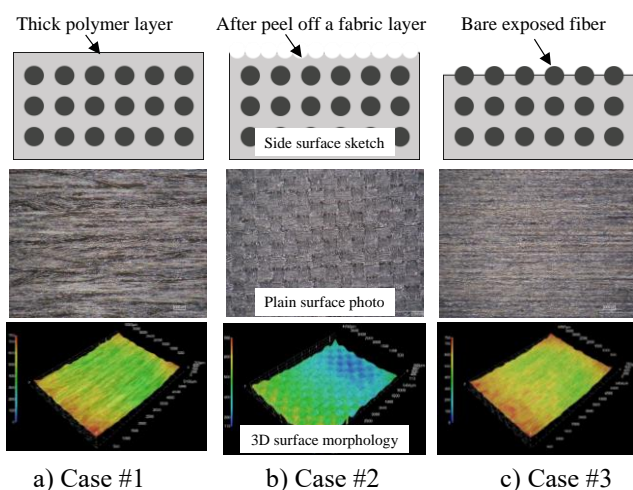 Thick polymer layer
After peel off a fabric layer
Bare exposed fiber
Side surface sketch
Plain surface photo
3D surface morphology
a) Case #1
b) Case #2
c) Case #3